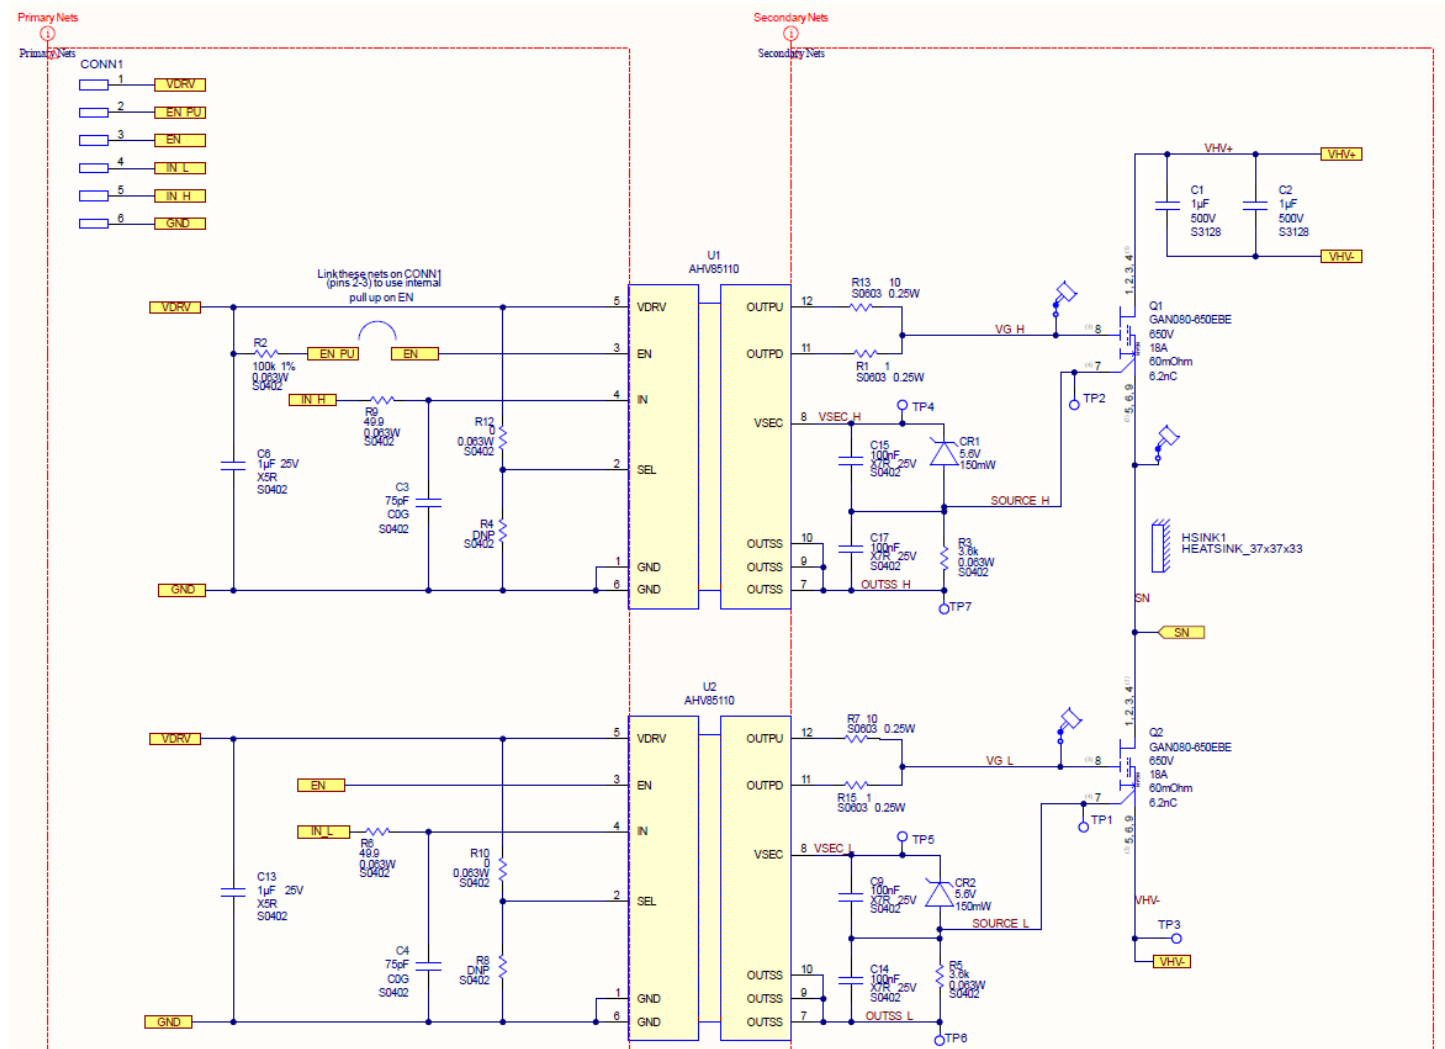 Primary Nets
Secondary Nets
i
i
Primary Nets
Secondary Nets
CONN1
1 VDRV
2 EN PU
3 EN
4 IN L
5 IN H
6 GND
VHV+
VHV+
C1
1µF
500V
S3128
C2
1µF
500V
S3128
VHV-
Link these nets on CONN1
(pins 2-3) to use internal
pull up on EN
U1
AHV85110
VDRV
5 VDRV
R2
100k 1%
0.063W
S0402
EN PU
EN
3 EN
IN H
R9
49.9
0.063W
S0402
4 IN
R12
0
0.063W
S0402
C6
1µF 25V
X5R
S0402
2 SEL
C3
75pF
C0G
S0402
R4
DNP
S0402
1 GND
GND
6 GND
OUTPU 12
R13 10
S0603 0.25W
OUTPD 11
R1 1
S0603 0.25W
VG H
8
7
1, 2, 3, 4
5, 6, 9
Q1
GAN080-650EBE
650V
18A
60mOhm
6.2nC
TP2
VSEC 8 VSEC_H
TP4
C15
100nF
X7R 25V
S0402
CR1
5.6V
150mW
SOURCE H
C17
100nF
X7R 25V
S0402
R3
3.6k
0.063W
S0402
OUTSS 10
OUTSS 9
OUTSS 7
OUTSS H
TP7
HSINK1
HEATSINK_37x37x33
SN
SN
U2
AHV85110
VDRV
5 VDRV
EN
3 EN
IN_L
R6
49.9
0.063W
S0402
4 IN
R10
0
0.063W
S0402
C13
1µF 25V
X5R
S0402
2 SEL
C4
75pF
C0G
S0402
R8
DNP
S0402
1 GND
GND
6 GND
OUTPU 12
R7 10
S0603 0.25W
OUTPD 11
R15 1
S0603 0.25W
VG L
8
7
1, 2, 3, 4
5, 6, 9
Q2
GAN080-650EBE
650V
18A
60mOhm
6.2nC
TP1
VSEC 8 VSEC_L
TP5
C9
100nF
X7R 25V
S0402
CR2
5.6V
150mW
SOURCE L
C14
100nF
X7R 25V
S0402
R5
3.6k
0.063W
S0402
OUTSS 10
OUTSS 9
OUTSS 7
OUTSS L
TP6
VHV-
TP3
VHV-